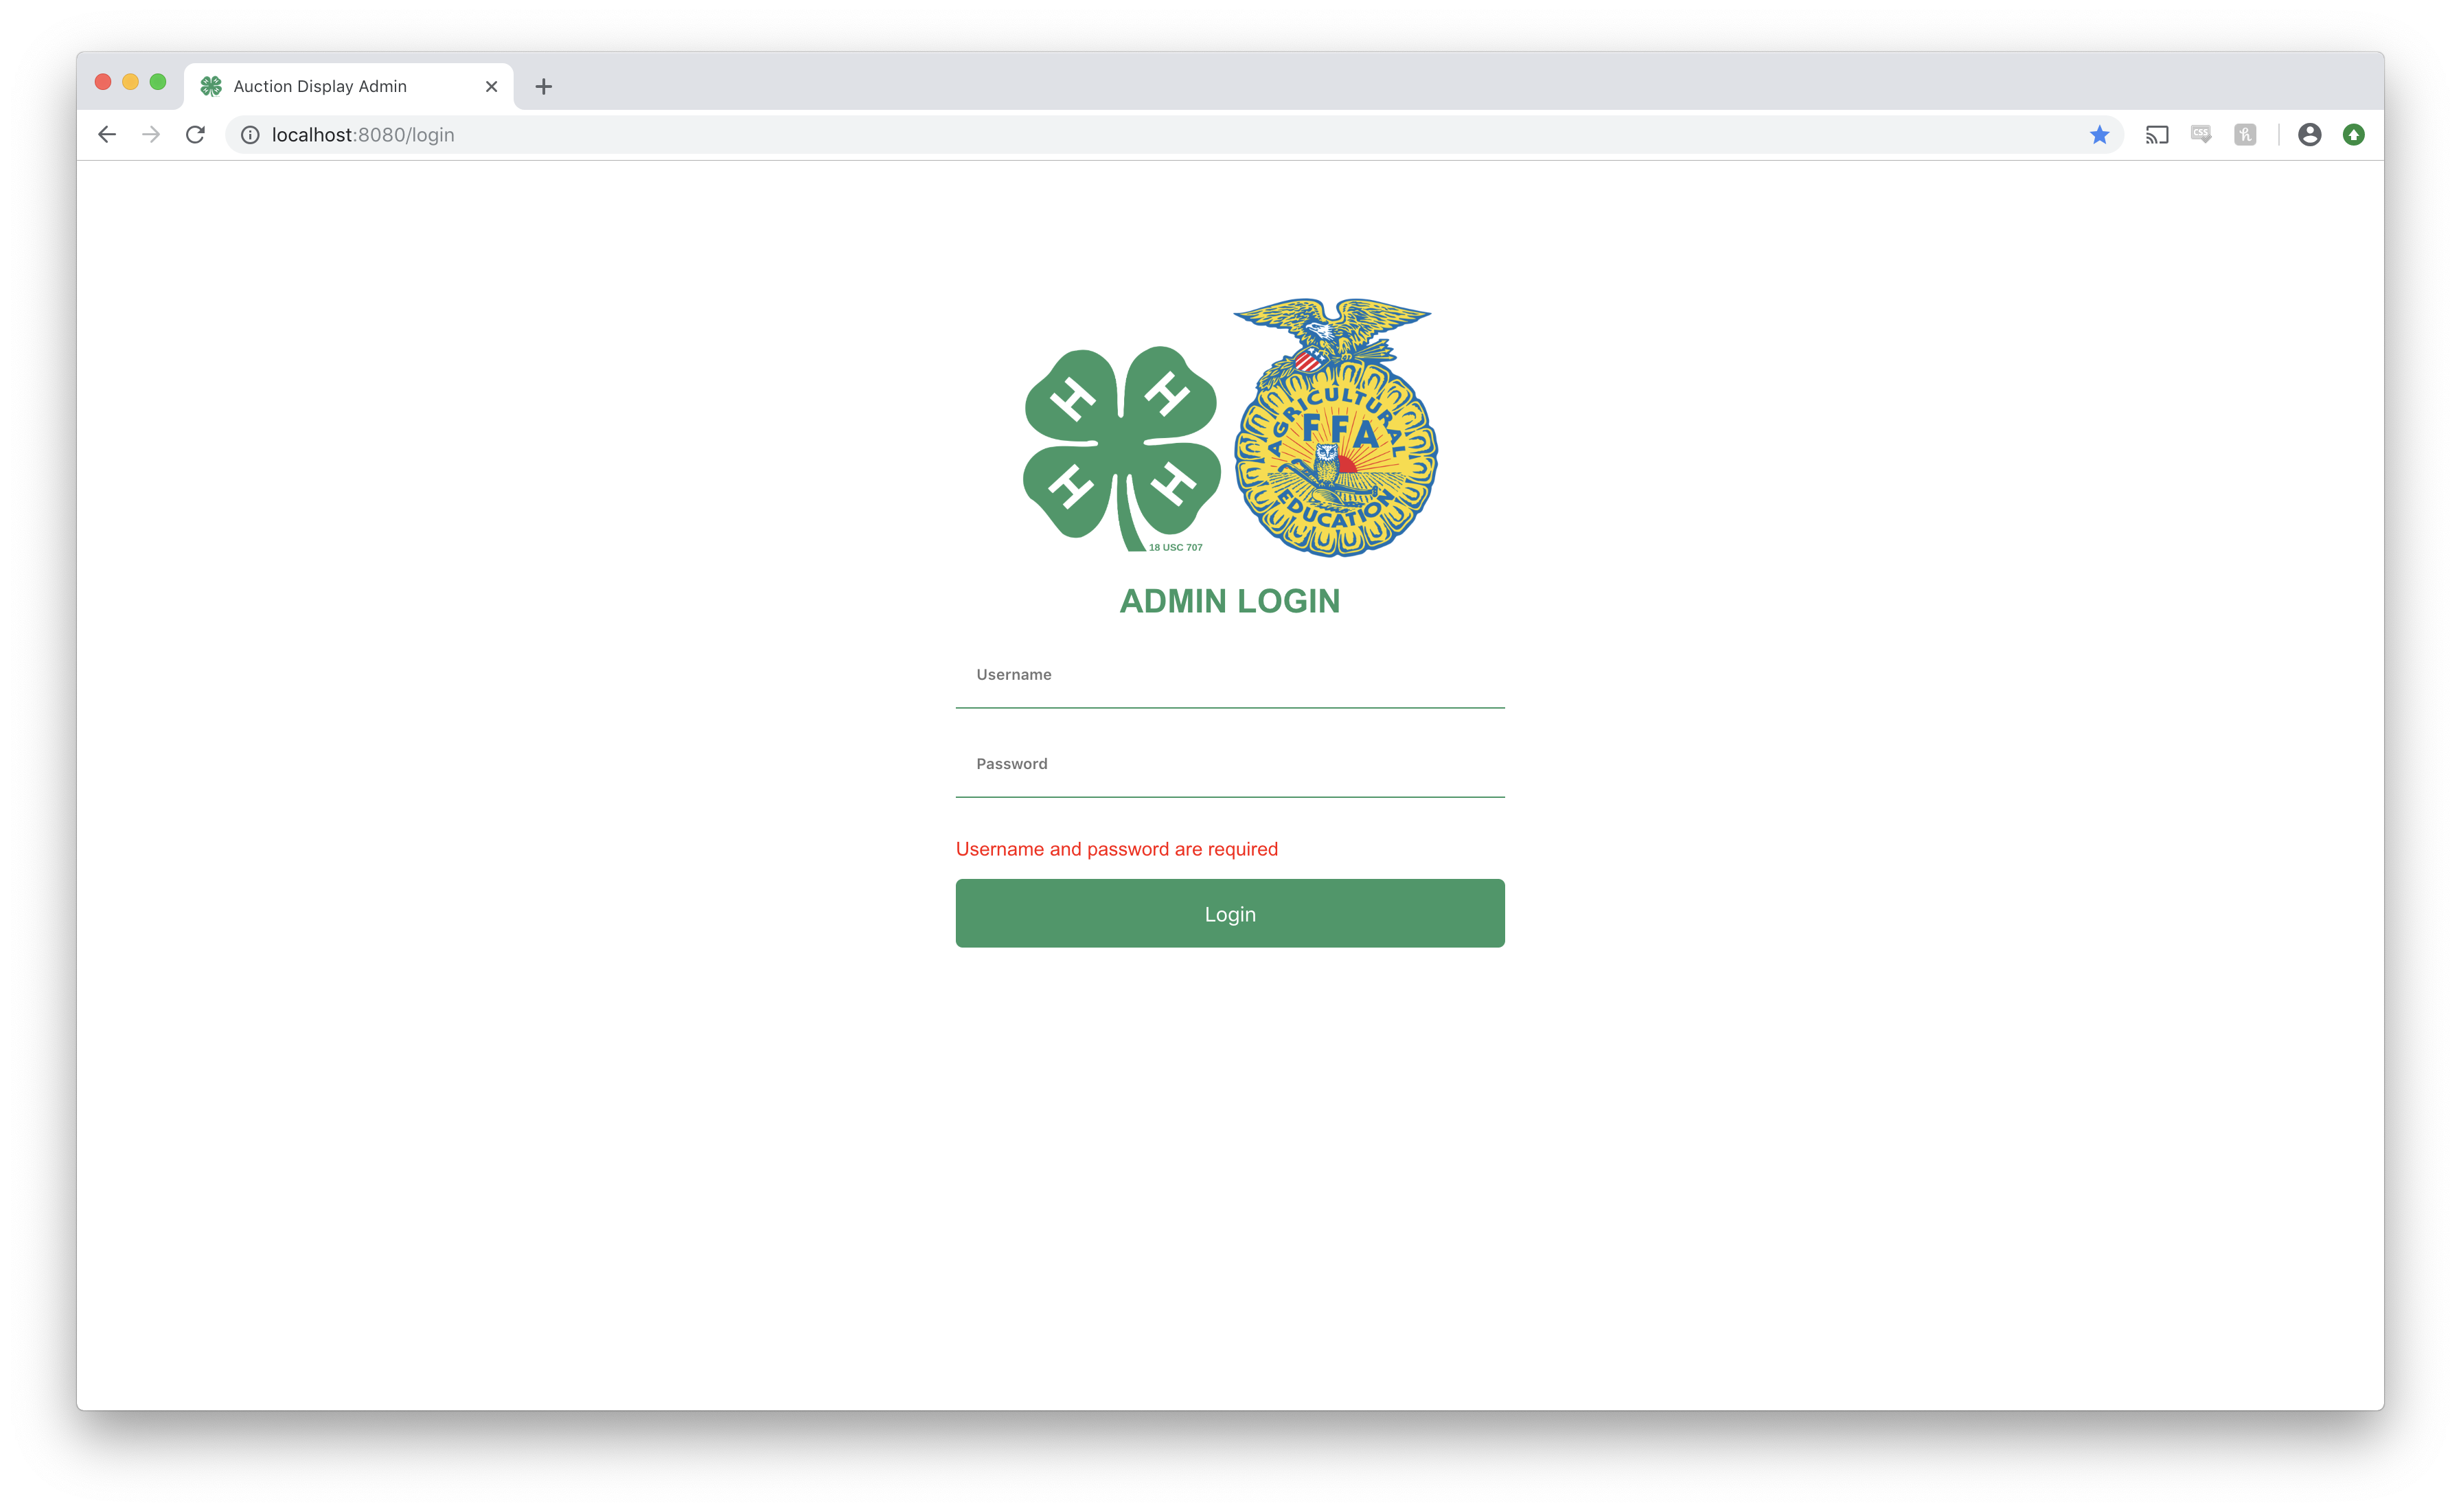 Auction Display Admin
localhost:8080/login
CSS
H H
H H
18 USC 707
AGRICULTURAL
FFA
EDUCATION
ADMIN LOGIN
Username
Password
Username and password are required
Login